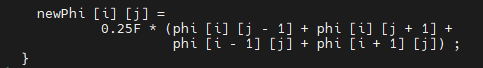 newPhi [i] [j] =
0.25F * (phi [i] [j - 1] + phi [i] [j + 1] +
phi [i - 1] [j] + phi [i + 1] [j]) ;
}